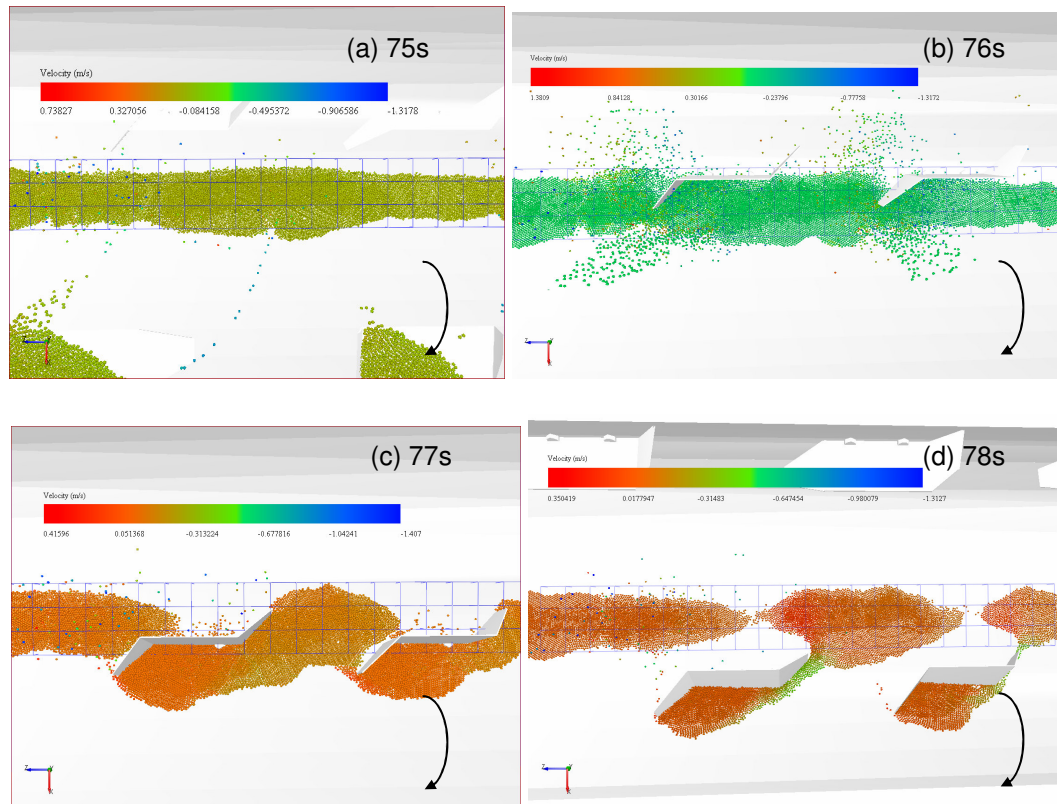 (a) 75s
Velocity (m/s)
0.73827 0.327056 -0.084158 -0.495372 -0.906586 -1.3178
Z Y
X
(b) 76s
Velocity (m/s)
1.3809 0.84128 0.30166 -0.23796 -0.77758 -1.3172
Z Y
X
(c) 77s
Velocity (m/s)
0.41596 0.051368 -0.313224 -0.677816 -1.04241 -1.407
Z Y
X
(d) 78s
Velocity (m/s)
0.350419 0.0177947 -0.31483 -0.647454 -0.980079 -1.3127
Z Y
X